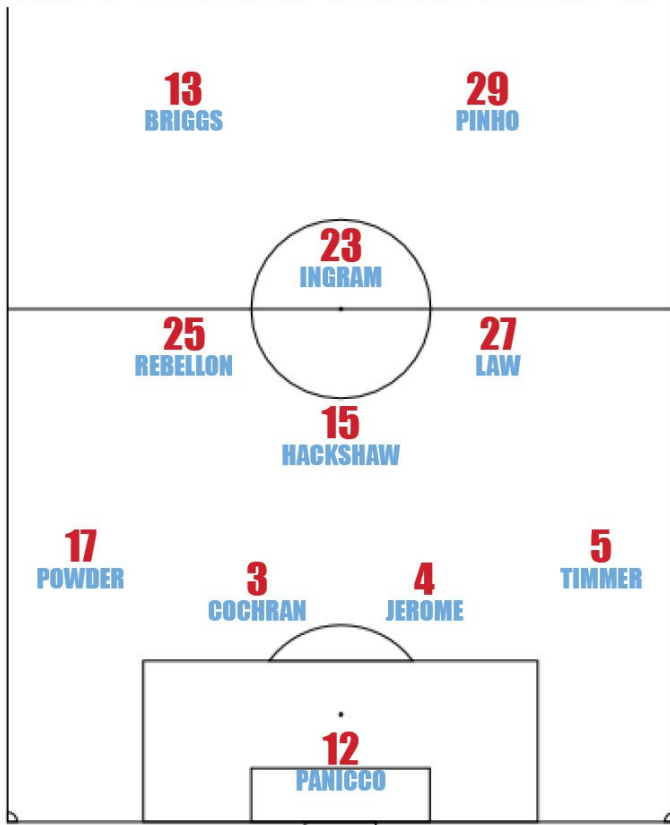 13
BRIGGS
29
PINHO
23
INGRAM
25
REBELLON
27
LAW
15
HACKSHAW
17
POWDER
5
TIMMER
3
COCHRAN
4
JEROME
12
PANICCO